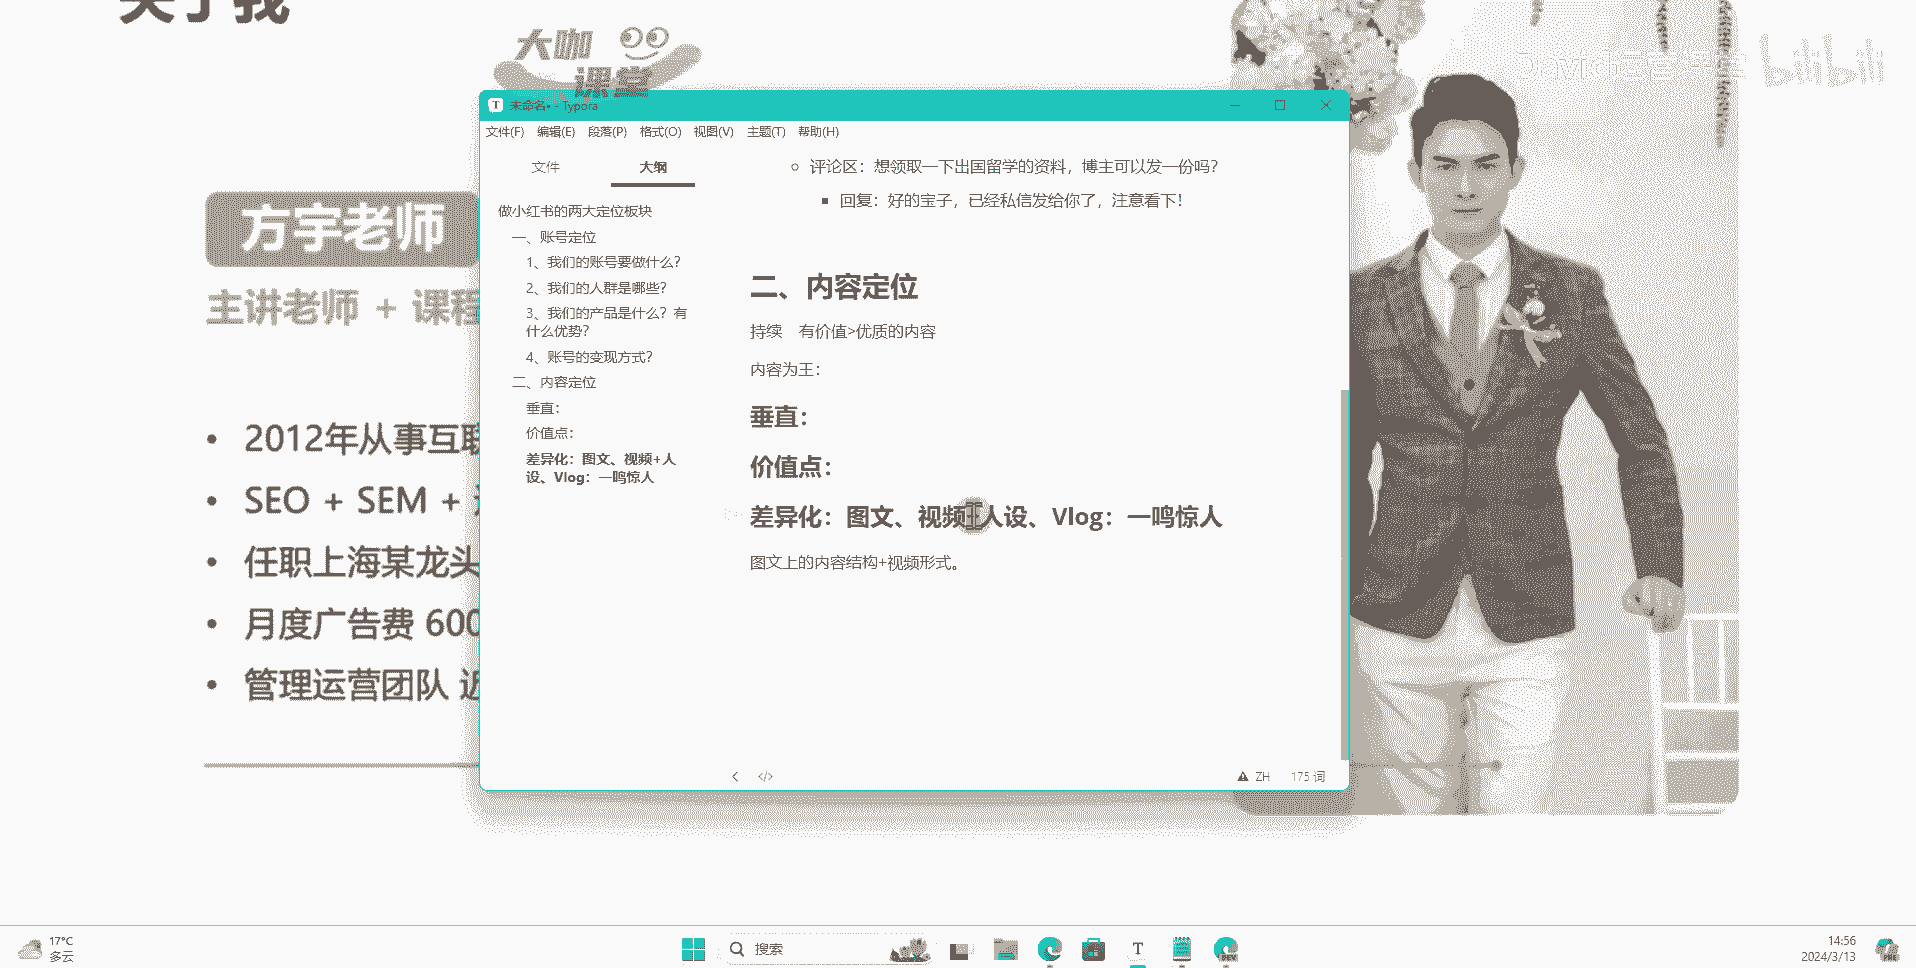 关于我
大咖
课堂
bilibili
方宇老师
主讲老师 + 课程
2012年从事互联
SEO + SEM +
任职上海某龙头
月度广告费 600
管理运营团队 近
未命名• - Typora
文件(F) 编辑(E) 段落(P) 格式(O) 视图(V) 主题(T) 帮助(H)
文件 大纲
做小红书的两大定位板块
一、账号定位
1、我们的账号要做什么？
2、我们的人群是哪些？
3、我们的产品是什么？有
什么优势？
4、账号的变现方式？
二、内容定位
垂直：
价值点：
差异化：图文、视频+人
设、Vlog：一鸣惊人
评论区：想领取一下出国留学的资料，博主可以发一份吗？
回复：好的宝子，已经私信发给你了，注意看下！
二、内容定位
持续 有价值>优质的内容
内容为王：
垂直：
价值点：
差异化：图文、视频+人设、Vlog：一鸣惊人
图文上的内容结构+视频形式。
ZH 175 词
17°C
多云
搜索
14:56
2024/3/13